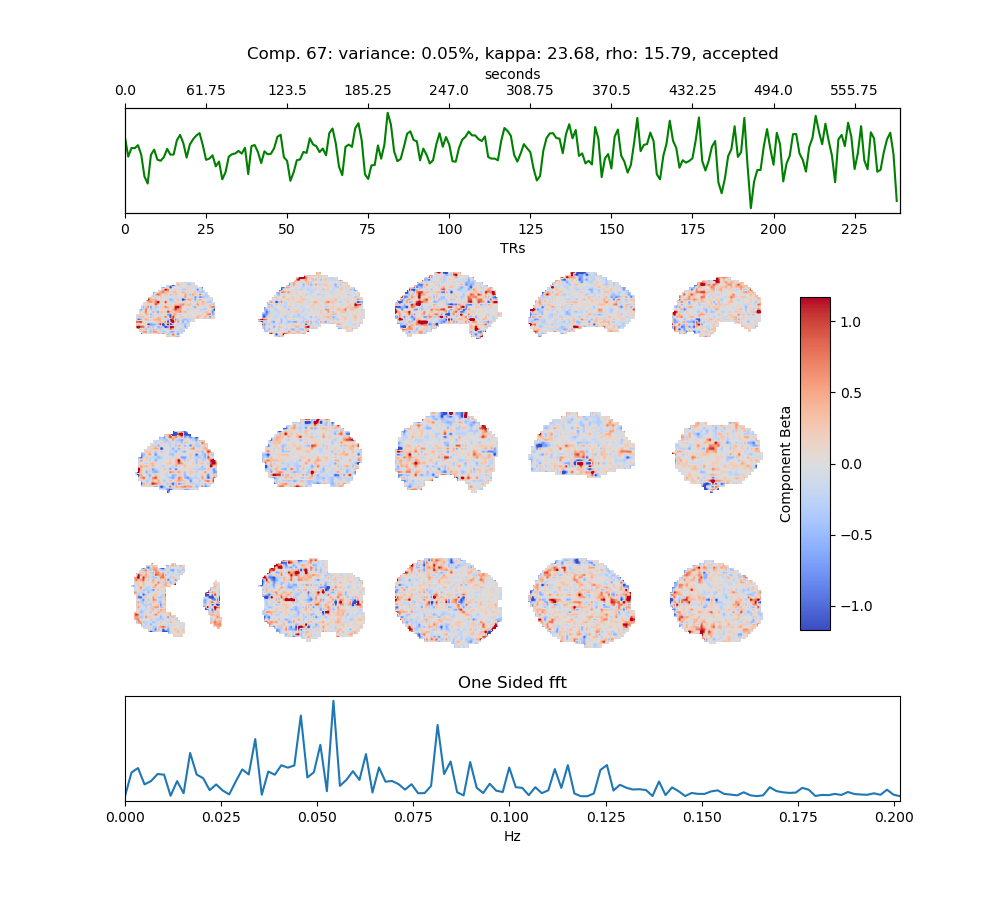 Comp. 67: variance: 0.05%, kappa: 23.68, rho: 15.79, accepted
seconds
0.0 61.75 123.5 185.25 247.0 308.75 370.5 432.25 494.0 555.75
0 25 50 75 100 125 150 175 200 225
TRs
1.0
0.5
0.0
−0.5
−1.0
Component Beta
One Sided fft
0.000 0.025 0.050 0.075 0.100 0.125 0.150 0.175 0.200
Hz